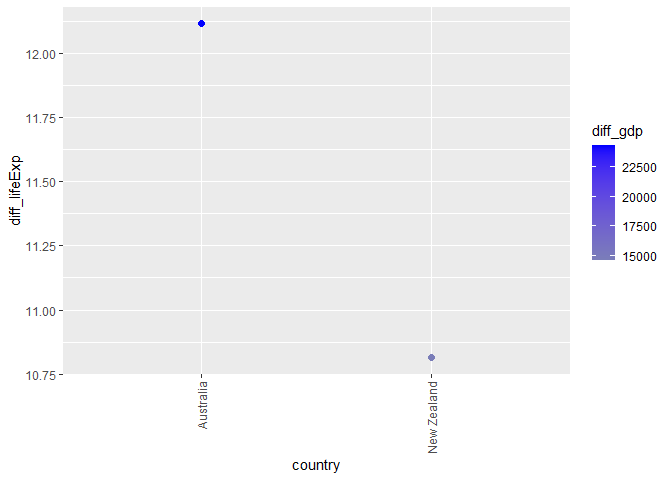 12.00
11.75
11.50
11.25
11.00
10.75
diff_lifeExp
Australia
New Zealand
country
diff_gdp
22500
20000
17500
15000